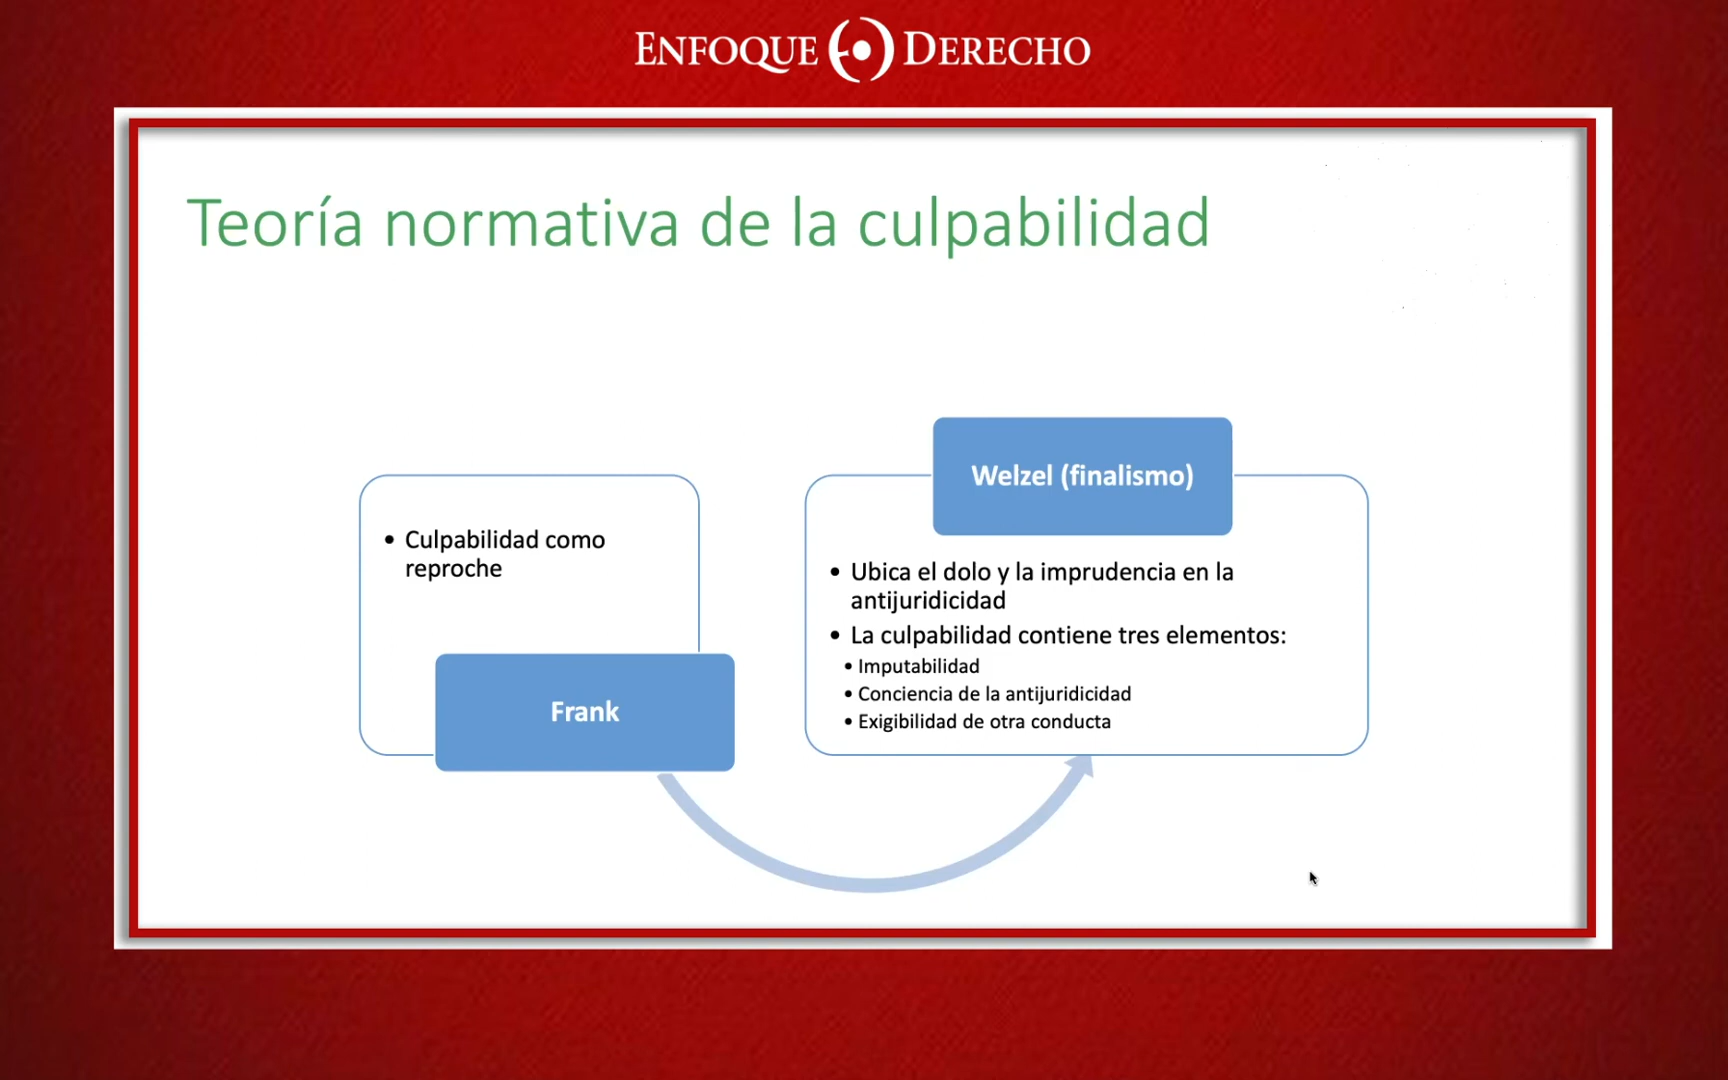 ENFOQUE DERECHO
Teoría normativa de la culpabilidad
• Culpabilidad como
reproche
Frank
Welzel (finalismo)
• Ubica el dolo y la imprudencia en la
antijuridicidad
• La culpabilidad contiene tres elementos:
• Imputabilidad
• Conciencia de la antijuridicidad
• Exigibilidad de otra conducta